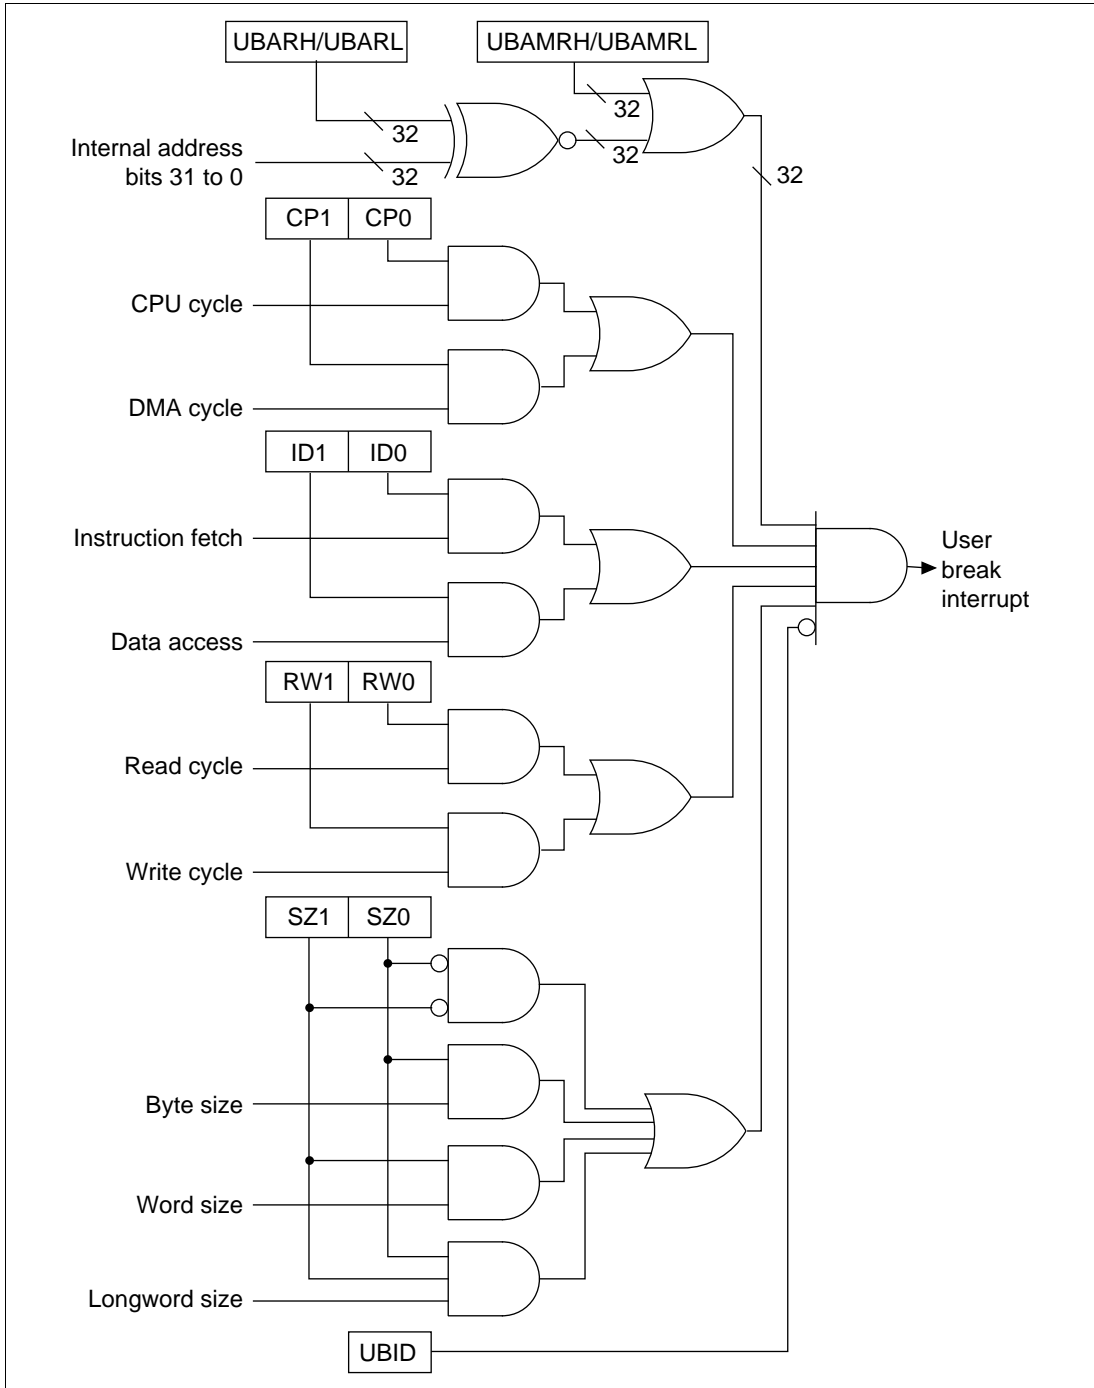 UBARH/UBARL
UBAMRH/UBAMRL
32
32
32
Internal address
bits 31 to 0
32
32
CP1 CP0
CPU cycle
DMA cycle
ID1 ID0
Instruction fetch
User
break
interrupt
Data access
RW1 RW0
Read cycle
Write cycle
SZ1 SZ0
Byte size
Word size
Longword size
UBID